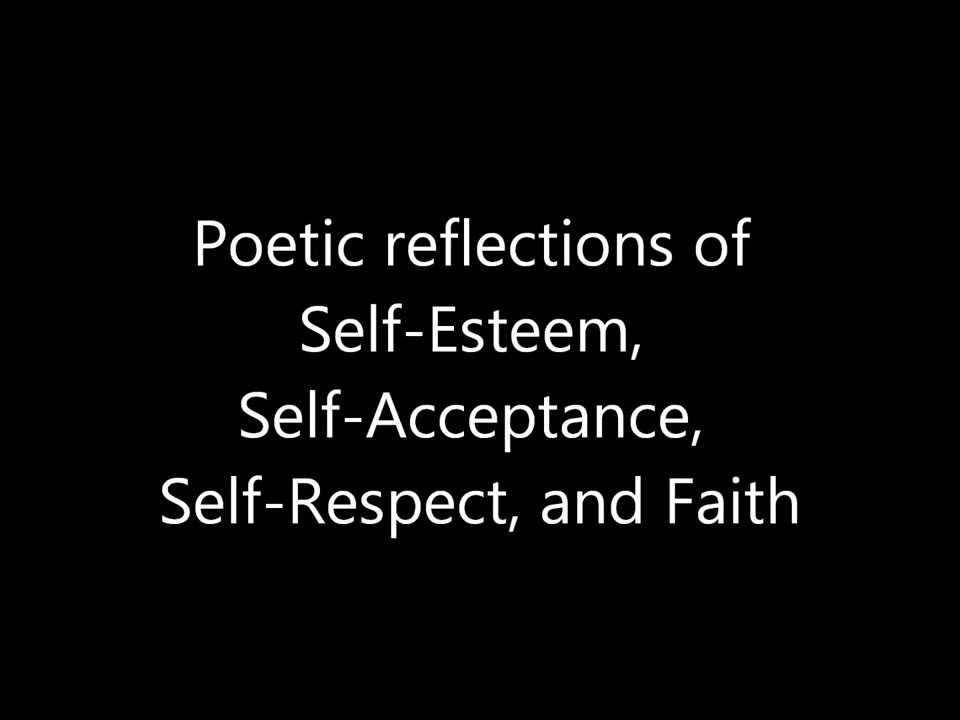 Poetic reflections of
Self-Esteem,
Self-Acceptance,
Self-Respect, and Faith